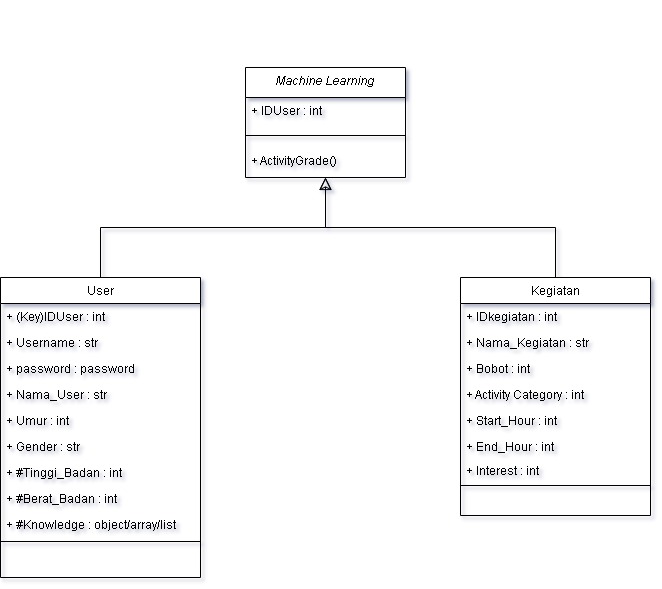 Machine Learning
+ IDUser : int
+ ActivityGrade()
User
+ (Key)IDUser : int
+ Username : str
+ password : password
+ Nama_User : str
+ Umur : int
+ Gender : str
+ #Tinggi_Badan : int
+ #Berat_Badan : int
+ #Knowledge : object/array/list
Kegiatan
+ IDkegiatan : int
+ Nama_Kegiatan : str
+ Bobot : int
+ Activity Category : int
+ Start_Hour : int
+ End_Hour : int
+ Interest : int